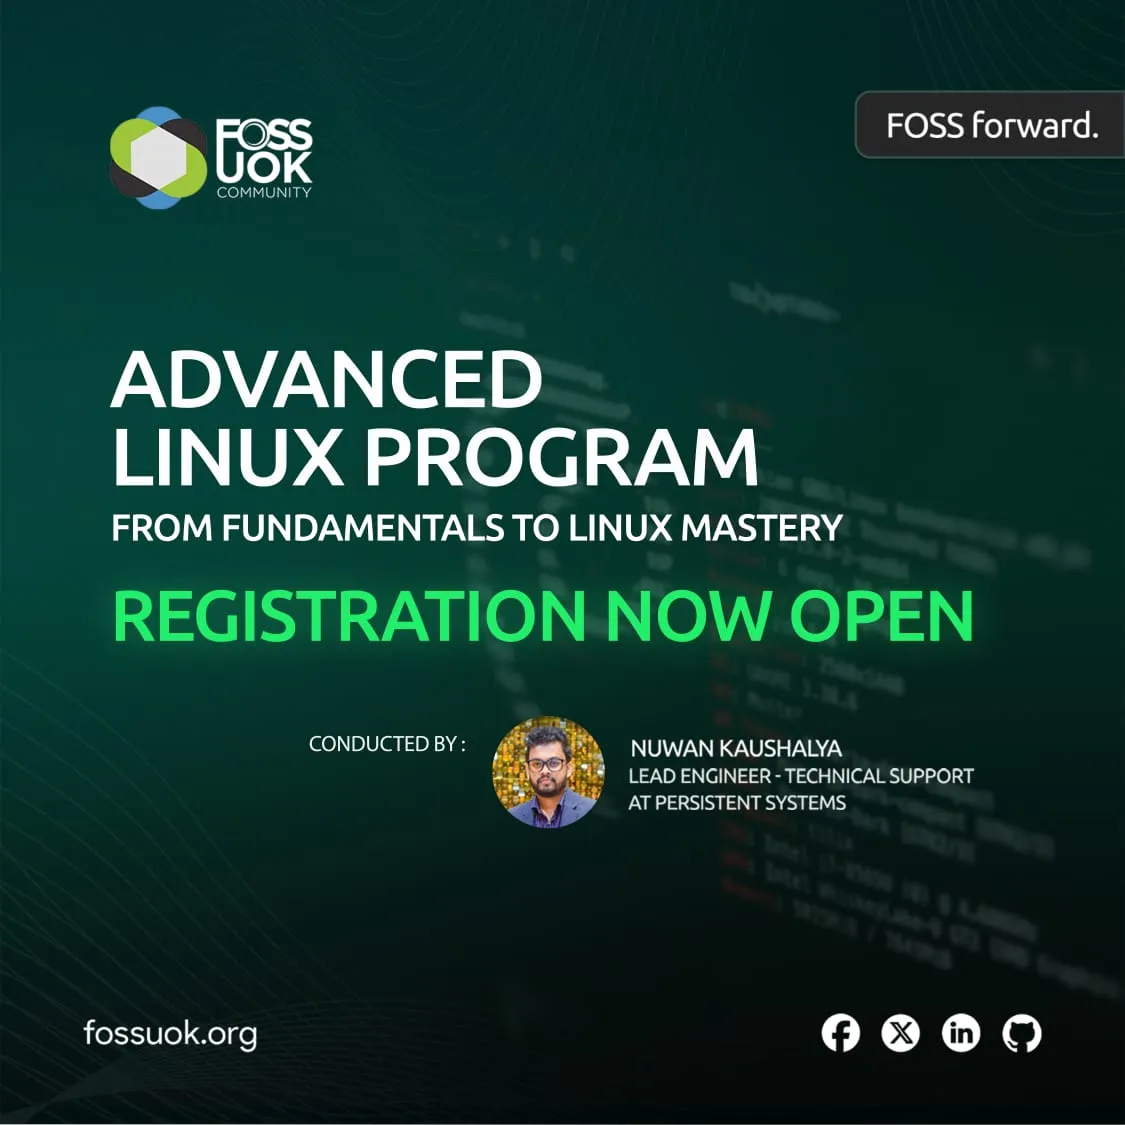 FOSS
UOK
COMMUNITY
FOSS forward.
ADVANCED
LINUX PROGRAM
FROM FUNDAMENTALS TO LINUX MASTERY
REGISTRATION NOW OPEN
CONDUCTED BY :
NUWAN KAUSHALYA
LEAD ENGINEER - TECHNICAL SUPPORT
AT PERSISTENT SYSTEMS
fossuok.org